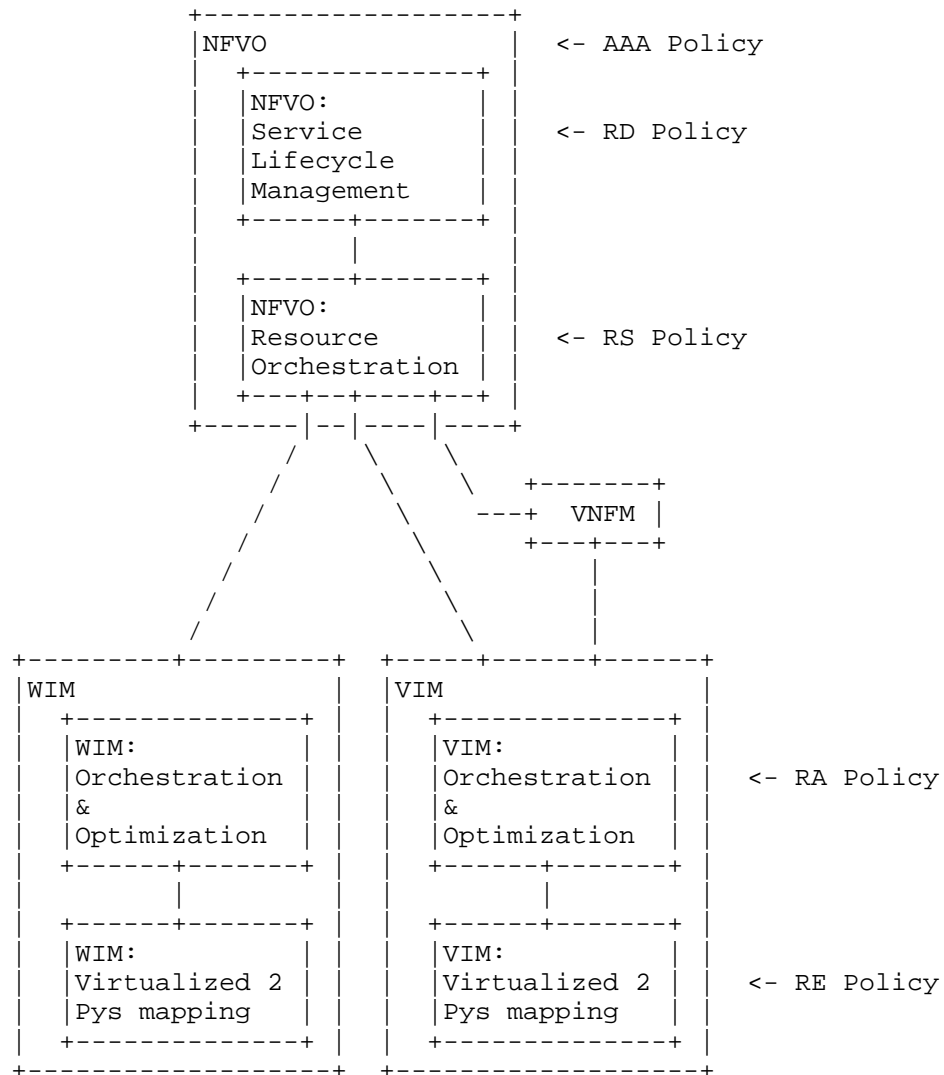 NFVO <- AAA Policy
NFVO:
Service <- RD Policy
Lifecycle
Management
NFVO:
Resource <- RS Policy
Orchestration
VNFM
WIM VIM
WIM: VIM:
Orchestration Orchestration <- RA Policy
& &
Optimization Optimization
WIM: VIM:
Virtualized 2 Virtualized 2 <- RE Policy
Pys mapping Pys mapping